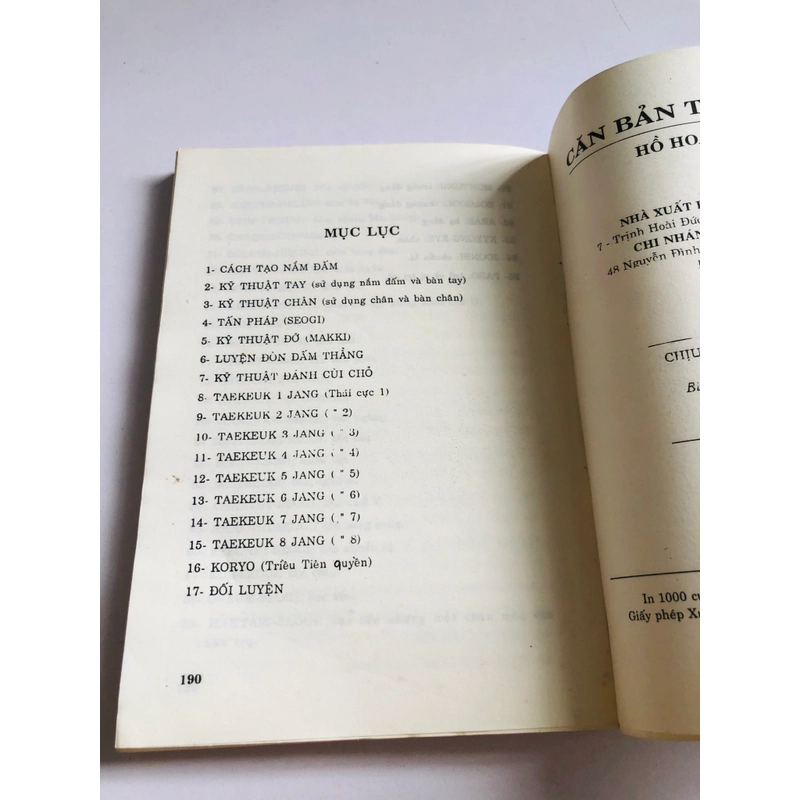 MỤC LỤC
1- CÁCH TẠO NẮM ĐẤM
2- KỸ THUẬT TAY (sử dụng nắm đấm và bàn tay)
3- KỸ THUẬT CHÂN (sử dụng chân và bàn chân)
4- TẤN PHÁP (SEOGI)
5- KỸ THUẬT ĐỠ (MAKKI)
6- LUYỆN ĐÒN ĐẤM THẲNG
7- KỸ THUẬT ĐÁNH CÙI CHỎ
8- TAEKEUK 1 JANG (Thái cực 1)
9- TAEKEUK 2 JANG ( " 2)
10- TAEKEUK 3 JANG ( " 3)
11- TAEKEUK 4 JANG ( " 4)
12- TAEKEUK 5 JANG ( " 5)
13- TAEKEUK 6 JANG ( " 6)
14- TAEKEUK 7 JANG ( " 7)
15- TAEKEUK 8 JANG ( " 8)
16- KORYO (Triều Tiên quyền)
17- ĐỐI LUYỆN
190
CĂN BẢN T
HỒ HO
NHÀ XUẤT
7 - Trịnh Hoài Đức
CHI NHÁN
48 Nguyễn Đình
CHỊU
In 1000 cu
Giấy phép Xu